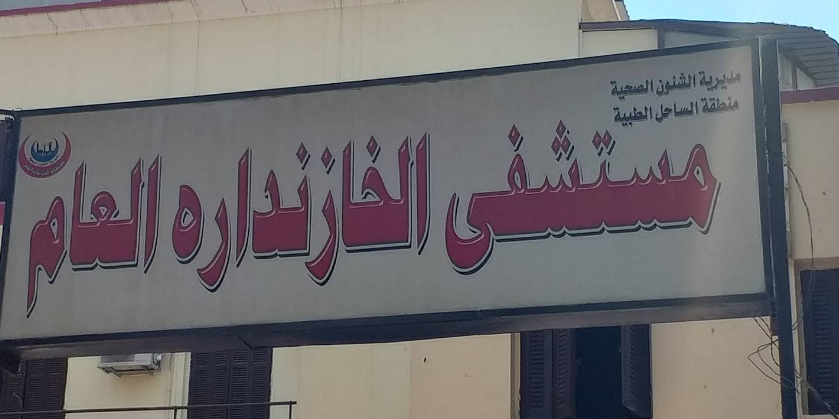 مديرية الشئون الصحية
منطقة الساحل الطبية
مستشفى الخازنداره العام